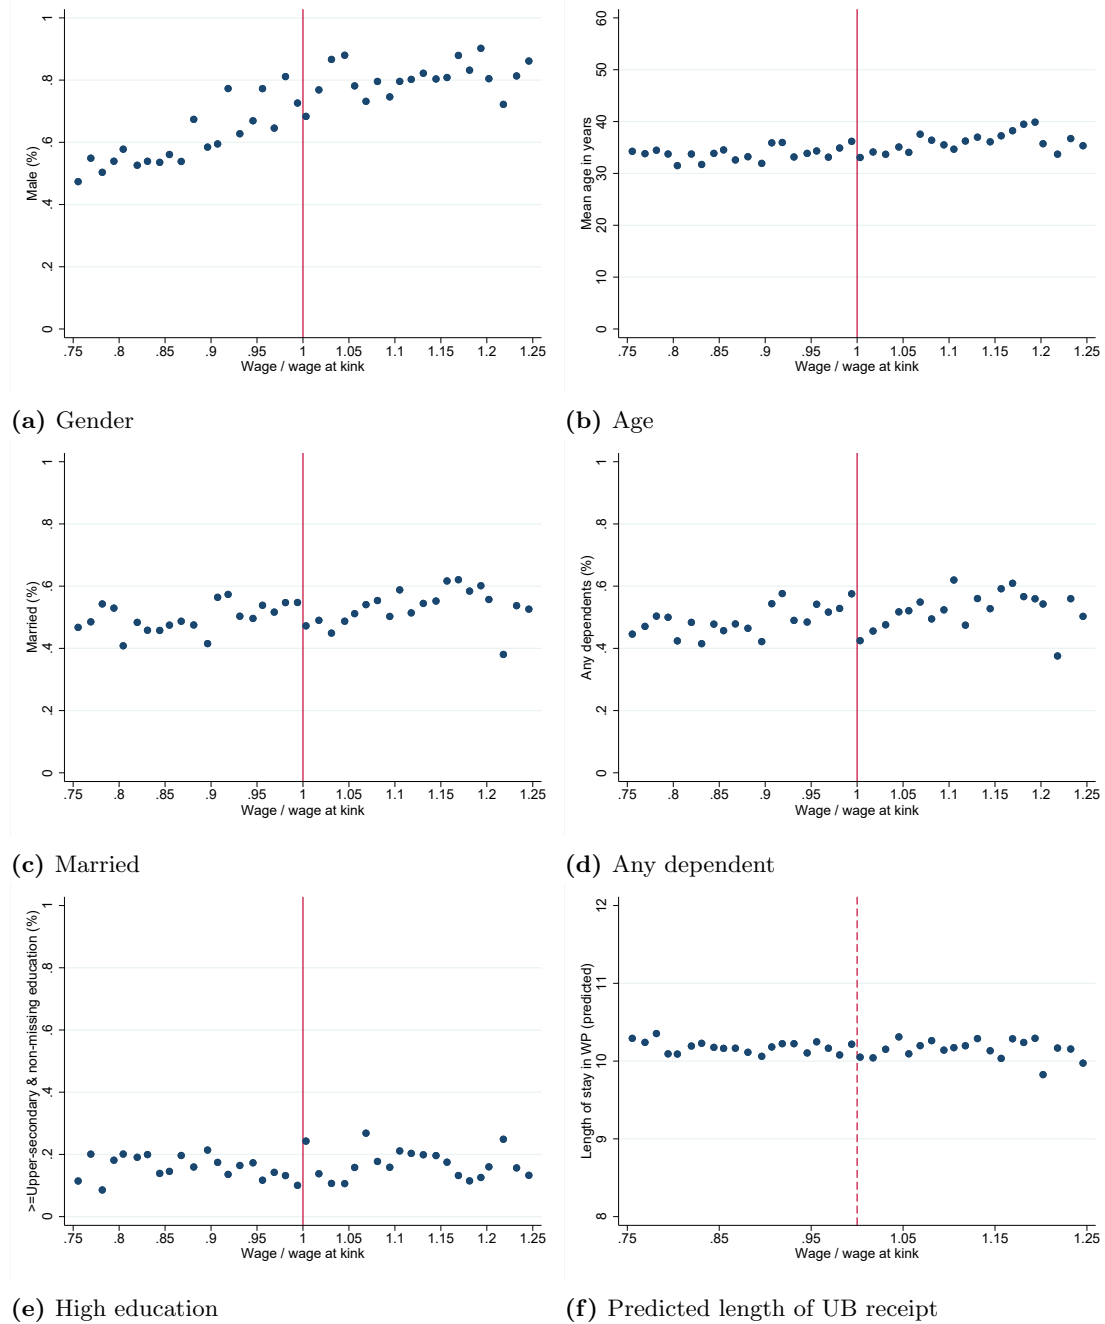 Male (%)
1
.8
.6
.4
.2
0
.75 .8 .85 .9 .95 1 1.05 1.1 1.15 1.2 1.25
Wage / wage at kink
(a) Gender
Mean age in years
60
50
40
30
20
10
0
.75 .8 .85 .9 .95 1 1.05 1.1 1.15 1.2 1.25
Wage / wage at kink
(b) Age
Married (%)
1
.8
.6
.4
.2
0
.75 .8 .85 .9 .95 1 1.05 1.1 1.15 1.2 1.25
Wage / wage at kink
(c) Married
Any dependents (%)
1
.8
.6
.4
.2
0
.75 .8 .85 .9 .95 1 1.05 1.1 1.15 1.2 1.25
Wage / wage at kink
(d) Any dependent
>=Upper-secondary & non-missing education (%)
1
.8
.6
.4
.2
0
.75 .8 .85 .9 .95 1 1.05 1.1 1.15 1.2 1.25
Wage / wage at kink
(e) High education
Length of stay in WP (predicted)
12
11
10
9
8
.75 .85 .95 1.05 1.15 1.25
Wage / wage at kink
(f) Predicted length of UB receipt